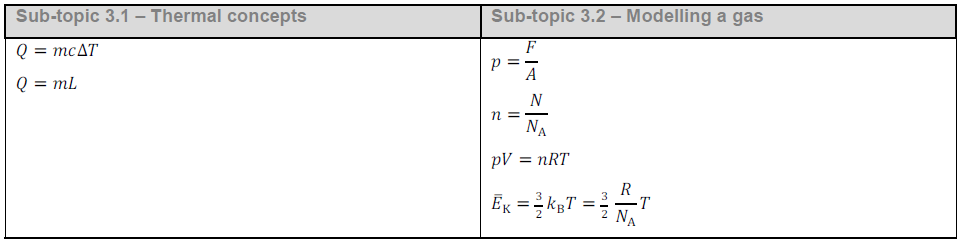 Sub-topic 3.1 – Thermal concepts
Q = mcΔT
Q = mL
Sub-topic 3.2 – Modelling a gas
p = F/A
n = N/N_A
pV = nRT
Ē_K = 3/2 k_B T = 3/2 R/N_A T